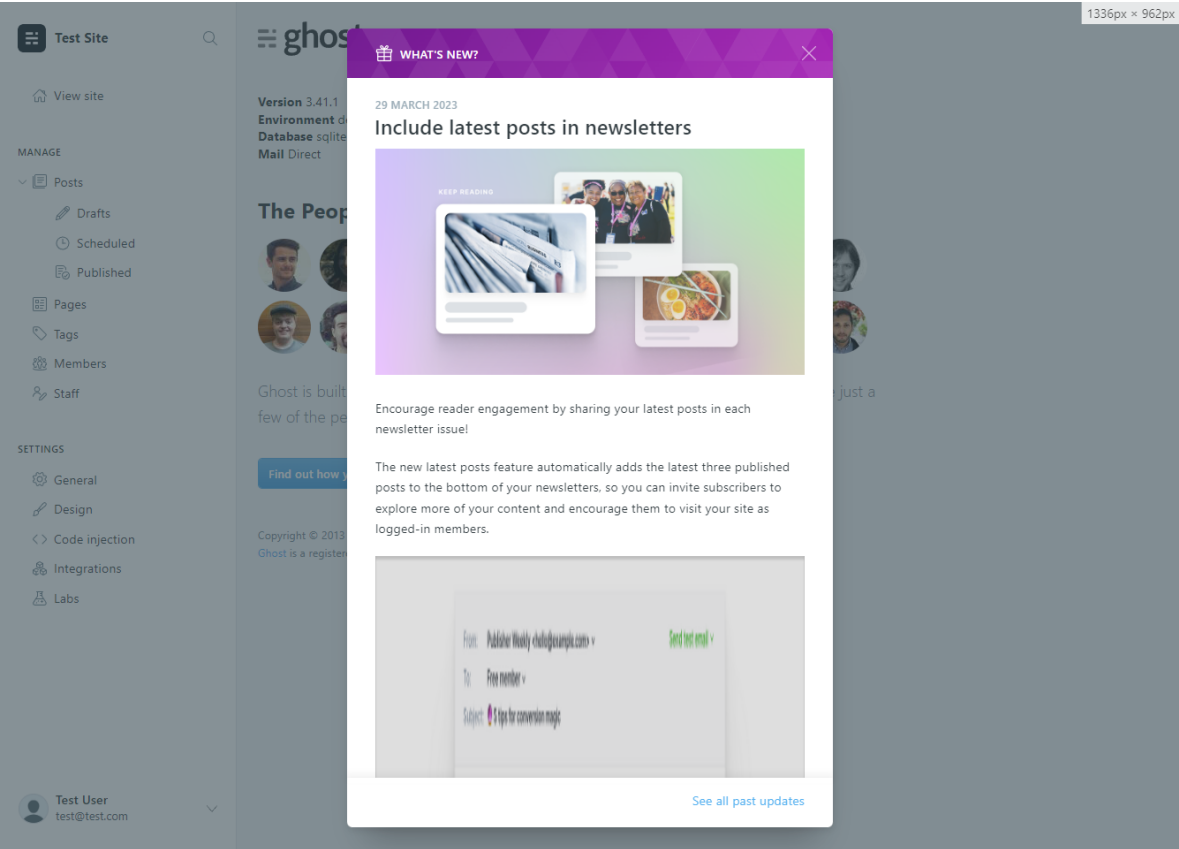 1336px × 962px
Test Site
View site
MANAGE
Posts
Drafts
Scheduled
Published
Pages
Tags
Members
Staff
SETTINGS
General
Design
Code injection
Integrations
Labs
Test User
test@test.com
ghos
Version 3.41.1
Environment d
Database sqlite
Mail Direct
The Peop
Ghost is built
just a
few of the pe
Find out how y
Copyright © 2013
Ghost is a register
WHAT'S NEW?
29 MARCH 2023
Include latest posts in newsletters
KEEP READING
BUSINESS
Encourage reader engagement by sharing your latest posts in each
newsletter issue!
The new latest posts feature automatically adds the latest three published
posts to the bottom of your newsletters, so you can invite subscribers to
explore more of your content and encourage them to visit your site as
logged-in members.
From: Publisher Weekly <hello@example.com>
Send test email
To: Free member
Subject: 5 tips for conversion magic
See all past updates